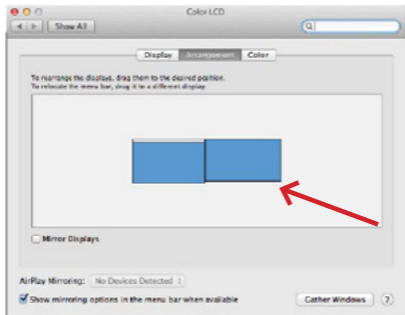 Color LCD
Show All
Display Arrangement Color
To rearrange the displays, drag them to the desired position.
To relocate the menu bar, drag it to a different display.
Mirror Displays
AirPlay Mirroring: No Devices Detected
Show mirroring options in the menu bar when available
Gather Windows ?